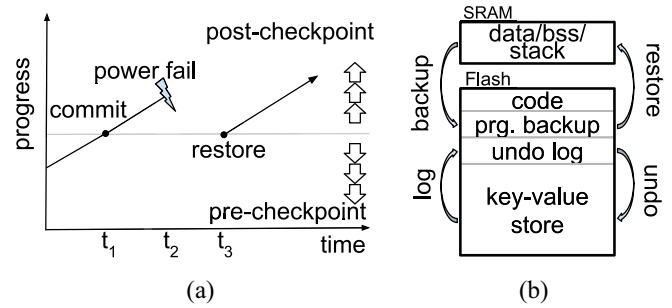 post-checkpoint
power fail
commit
restore
pre-checkpoint
progress
t1 t2 t3 time
(a)
SRAM
data/bss/
stack
Flash
code
prg. backup
undo log
key-value
store
backup
restore
log
undo
(b)